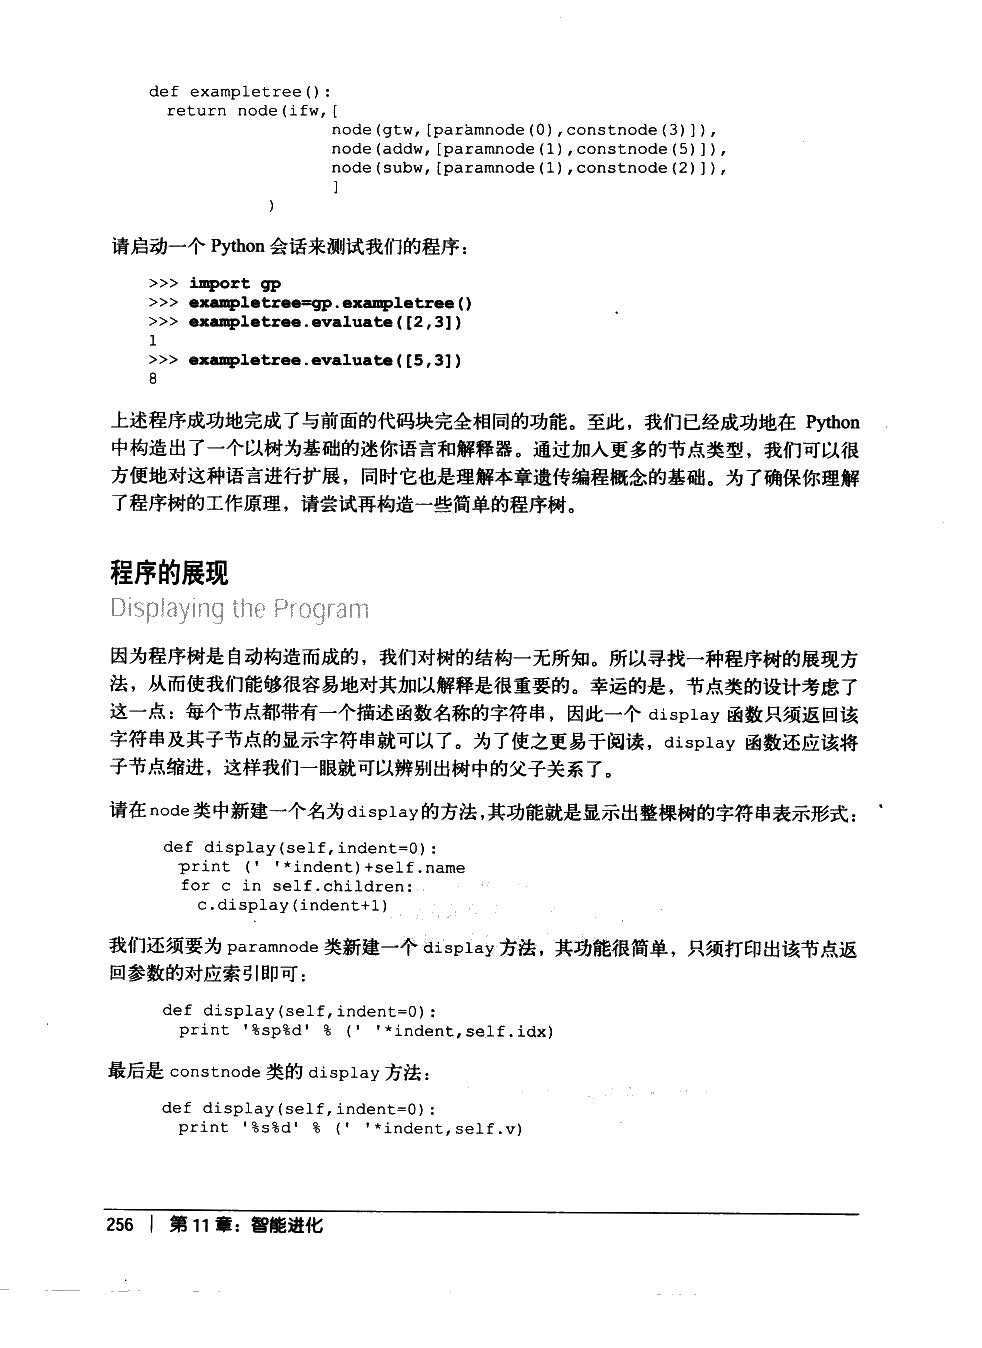 def exampletree():
  return node(ifw,[
                  node(gtw,[paramnode(0),constnode(3)]),
                  node(addw,[paramnode(1),constnode(5)]),
                  node(subw,[paramnode(1),constnode(2)]),
                  ]
            )
请启动一个 Python 会话来测试我们的程序：
>>> import gp
>>> exampletree=gp.exampletree()
>>> exampletree.evaluate([2,3])
1
>>> exampletree.evaluate([5,3])
8
上述程序成功地完成了与前面的代码块完全相同的功能。至此，我们已经成功地在 Python
中构造出了一个以树为基础的迷你语言和解释器。通过加入更多的节点类型，我们可以很
方便地对这种语言进行扩展，同时它也是理解本章遗传编程概念的基础。为了确保你理解
了程序树的工作原理，请尝试再构造一些简单的程序树。
程序的展现
Displaying the Program
因为程序树是自动构造而成的，我们对树的结构一无所知。所以寻找一种程序树的展现方
法，从而使我们能够很容易地对其加以解释是很重要的。幸运的是，节点类的设计考虑了
这一点：每个节点都带有一个描述函数名称的字符串，因此一个 display 函数只须返回该
字符串及其子节点的显示字符串就可以了。为了使之更易于阅读，display 函数还应该将
子节点缩进，这样我们一眼就可以辨别出树中的父子关系了。
请在node类中新建一个名为display的方法,其功能就是显示出整棵树的字符串表示形式：
def display(self,indent=0):
  print (' '*indent)+self.name
  for c in self.children:
    c.display(indent+1)
我们还须要为 paramnode 类新建一个 display 方法，其功能很简单，只须打印出该节点返
回参数的对应索引即可：
def display(self,indent=0):
  print '%sp%d' % (' '*indent,self.idx)
最后是 constnode 类的 display 方法：
def display(self,indent=0):
  print '%s%d' % (' '*indent,self.v)
256 | 第 11 章：智能进化